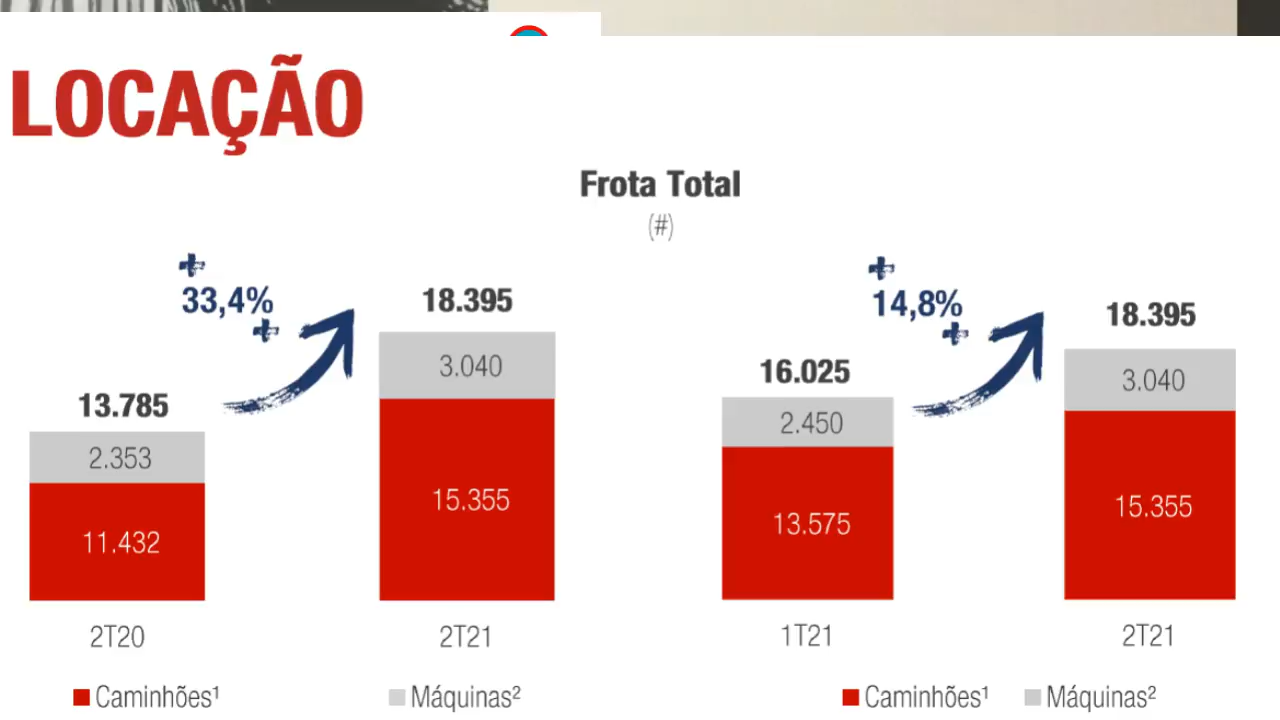 LOCAÇÃO
Frota Total
(#)
+
33,4%
+
13.785
2.353
11.432
2T20
18.395
3.040
15.355
2T21
+
14,8%
+
16.025
2.450
13.575
1T21
18.395
3.040
15.355
2T21
Caminhões¹ Máquinas²
Caminhões¹ Máquinas²